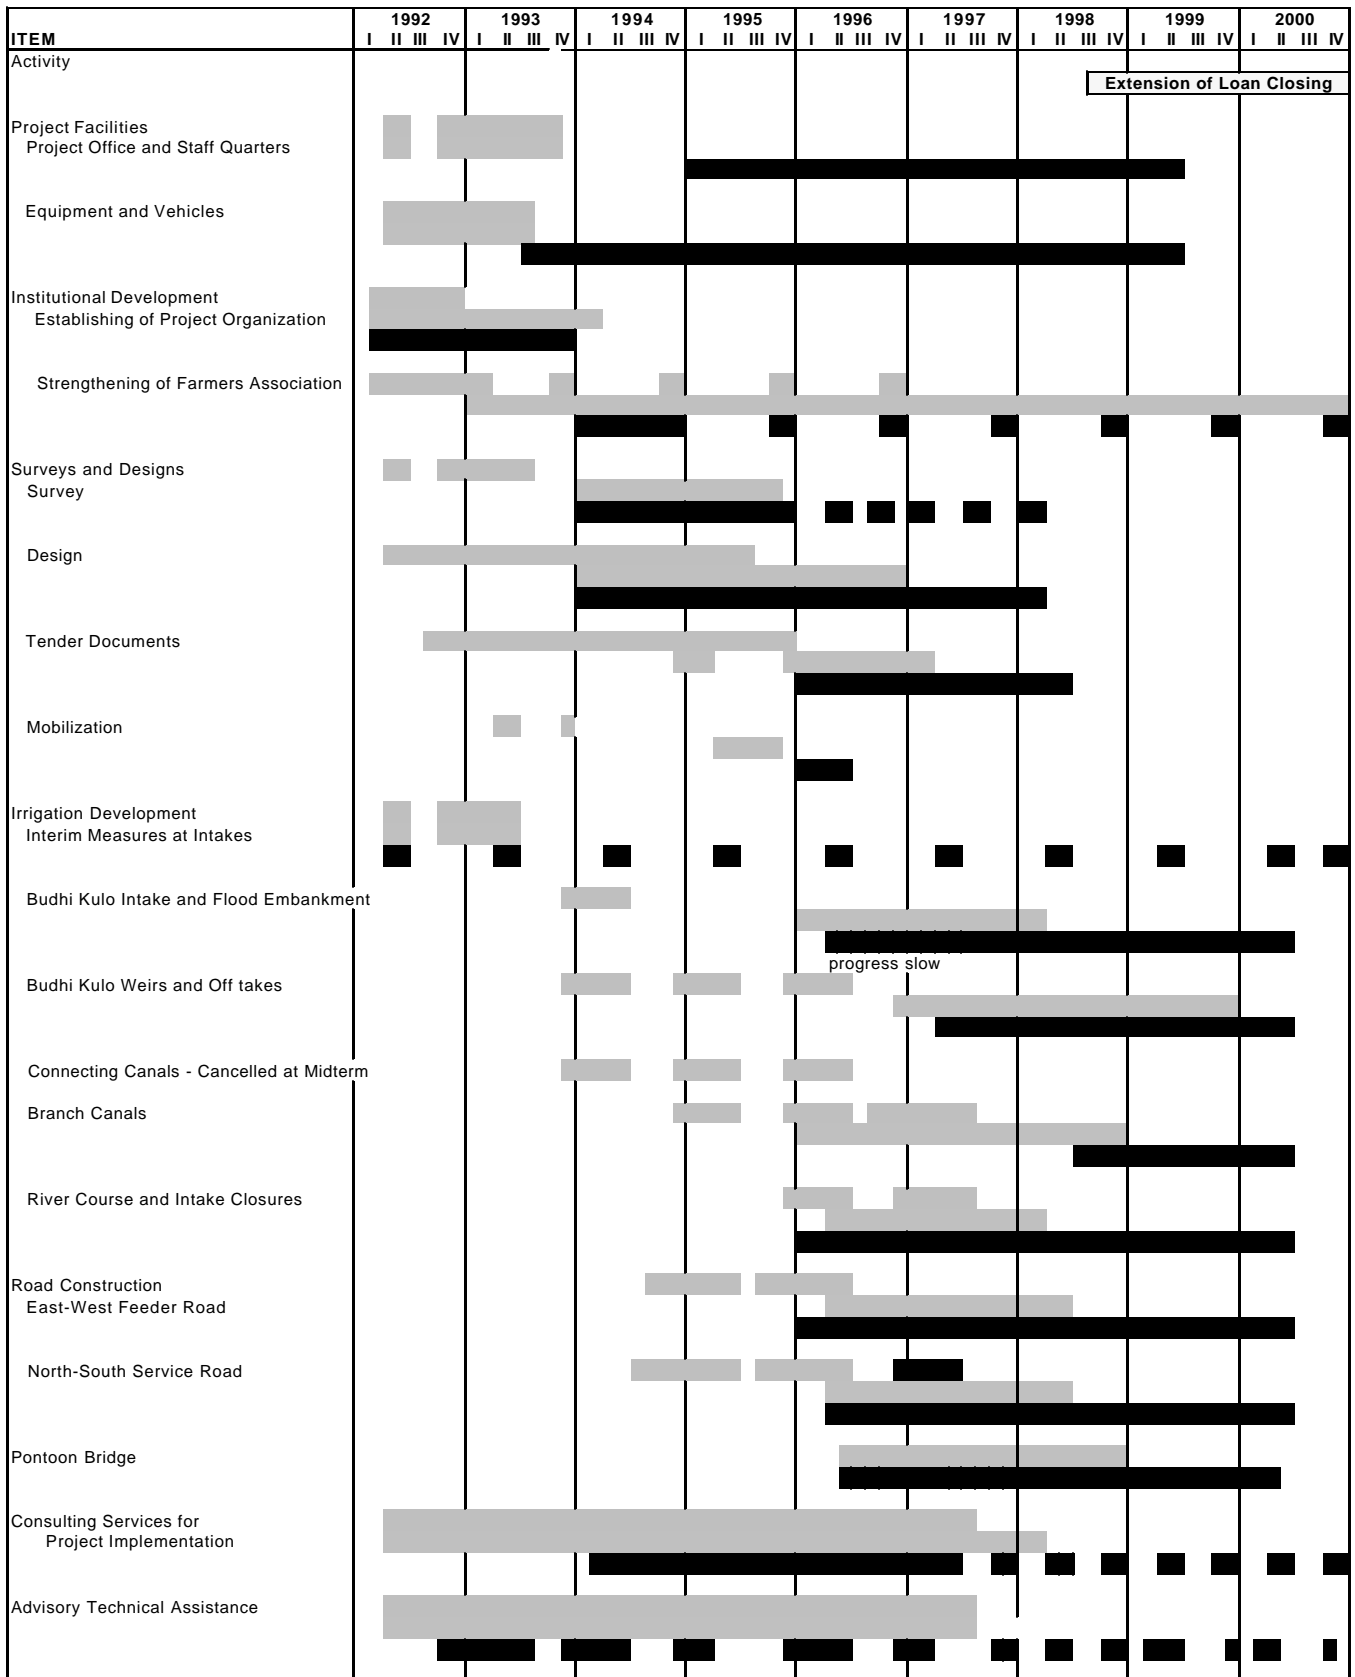 1992 1993 1994 1995 1996 1997 1998 1999 2000
ITEM I II III IV I II III IV I II III IV I II III IV I II III IV I II III IV I II III IV I II III IV I II III IV
Activity
Extension of Loan Closing
Project Facilities
Project Office and Staff Quarters
Equipment and Vehicles
Institutional Development
Establishing of Project Organization
Strengthening of Farmers Association
Surveys and Designs
Survey
Design
Tender Documents
Mobilization
Irrigation Development
Interim Measures at Intakes
Budhi Kulo Intake and Flood Embankment
progress slow
Budhi Kulo Weirs and Off takes
Connecting Canals - Cancelled at Midterm
Branch Canals
River Course and Intake Closures
Road Construction
East-West Feeder Road
North-South Service Road
Pontoon Bridge
Consulting Services for
Project Implementation
Advisory Technical Assistance